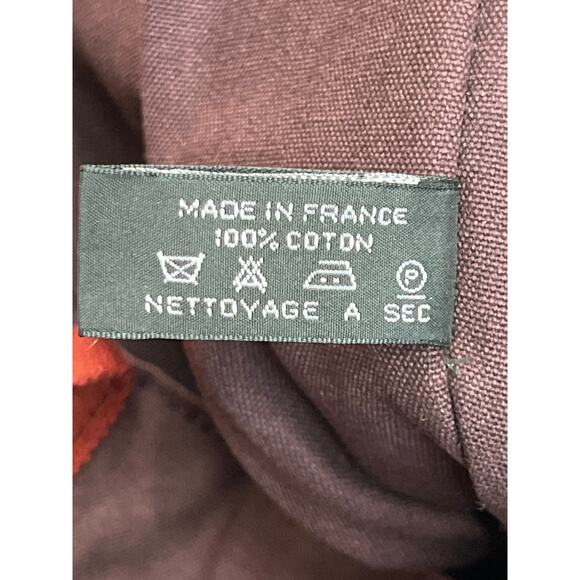 MADE IN FRANCE
100% COTON
P
NETTOYAGE A SEC